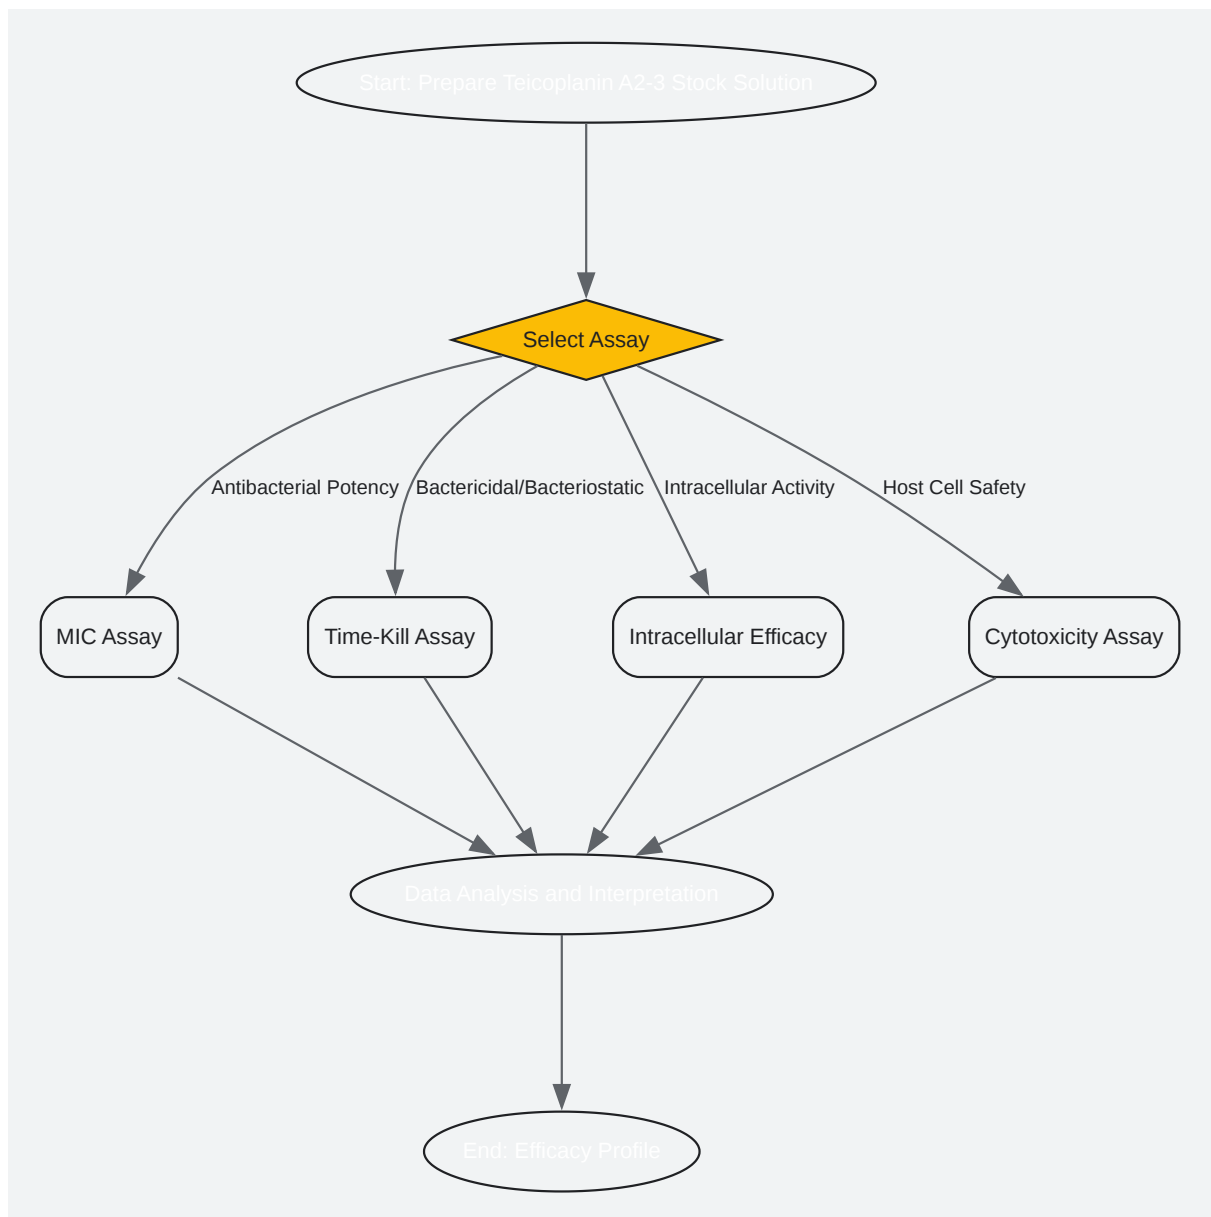 Start: Prepare Teicoplanin A2-3 Stock Solution
Select Assay
Antibacterial Potency
Bactericidal/Bacteriostatic
Intracellular Activity
Host Cell Safety
MIC Assay
Time-Kill Assay
Intracellular Efficacy
Cytotoxicity Assay
Data Analysis and Interpretation
End: Efficacy Profile